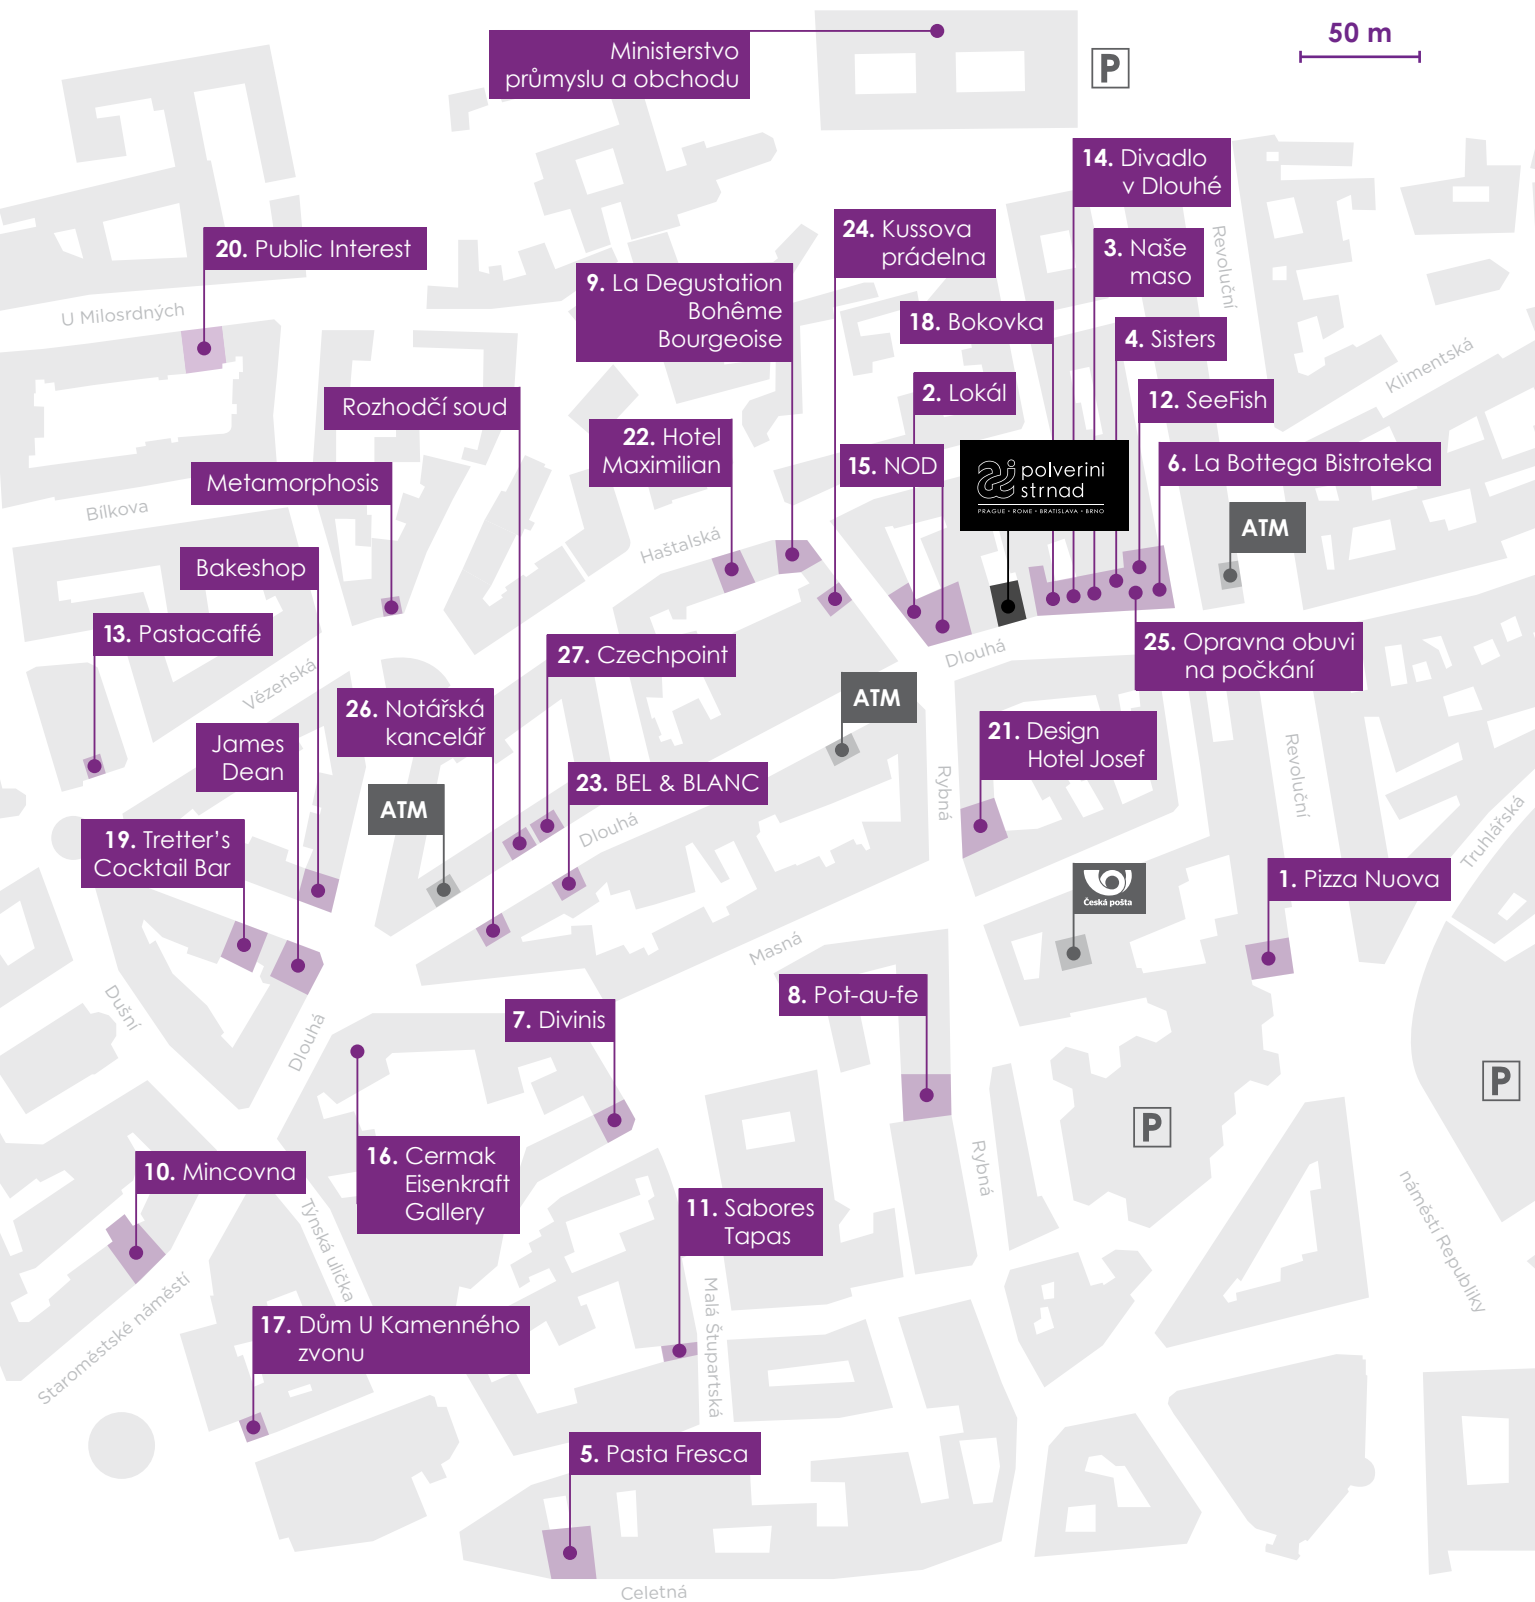 50 m
Ministerstvo
průmyslu a obchodu
P
14. Divadlo
v Dlouhé
20. Public Interest
24. Kussova
prádelna
3. Naše
maso
Revoluční
9. La Degustation
Bohême
Bourgeoise
U Milosrdných
18. Bokovka
4. Sisters
Klimentská
Rozhodčí soud
2. Lokál
12. SeeFish
22. Hotel
Maximilian
15. NOD
polverini
strnad
PRAGUE • ROME • BRATISLAVA • BRNO
6. La Bottega Bistroteka
Metamorphosis
Bílkova
Haštalská
ATM
Bakeshop
13. Pastacaffé
27. Czechpoint
Dlouhá
25. Opravna obuvi
na počkání
Vězeňská
26. Notářská
kancelář
ATM
21. Design
Hotel Josef
James
Dean
Revoluční
23. BEL & BLANC
Rybná
ATM
Dlouhá
Truhlářská
19. Tretter’s
Cocktail Bar
Česká pošta
1. Pizza Nuova
Masná
8. Pot-au-fe
Dušní
Dlouhá
7. Divinis
P
P
Rybná
16. Cermak
Eisenkraft
Gallery
10. Mincovna
11. Sabores
Tapas
Týnská ulička
náměstí Republiky
Staroměstské náměstí
Malá Štupartská
17. Dům U Kamenného
zvonu
5. Pasta Fresca
Celetná